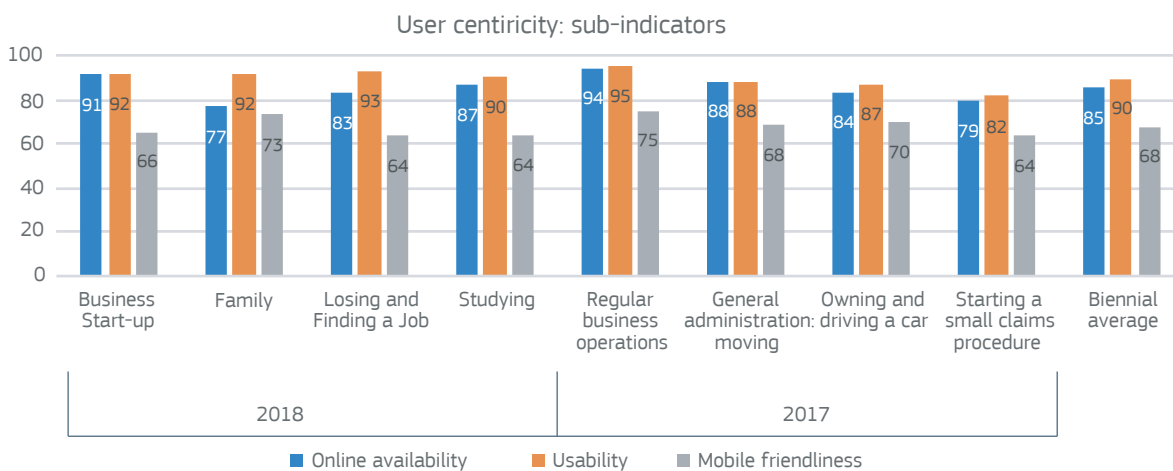 User centiricity: sub-indicators
100
80
60
40
20
0
91 92 66
77 92 73
83 93 64
87 90 64
94 95 75
88 88 68
84 87 70
79 82 64
85 90 68
Business
Start-up
Family
Losing and
Finding a Job
Studying
Regular
business
operations
General
administration:
moving
Owning and
driving a car
Starting a
small claims
procedure
Biennial
average
2018
2017
Online availability
Usability
Mobile friendliness